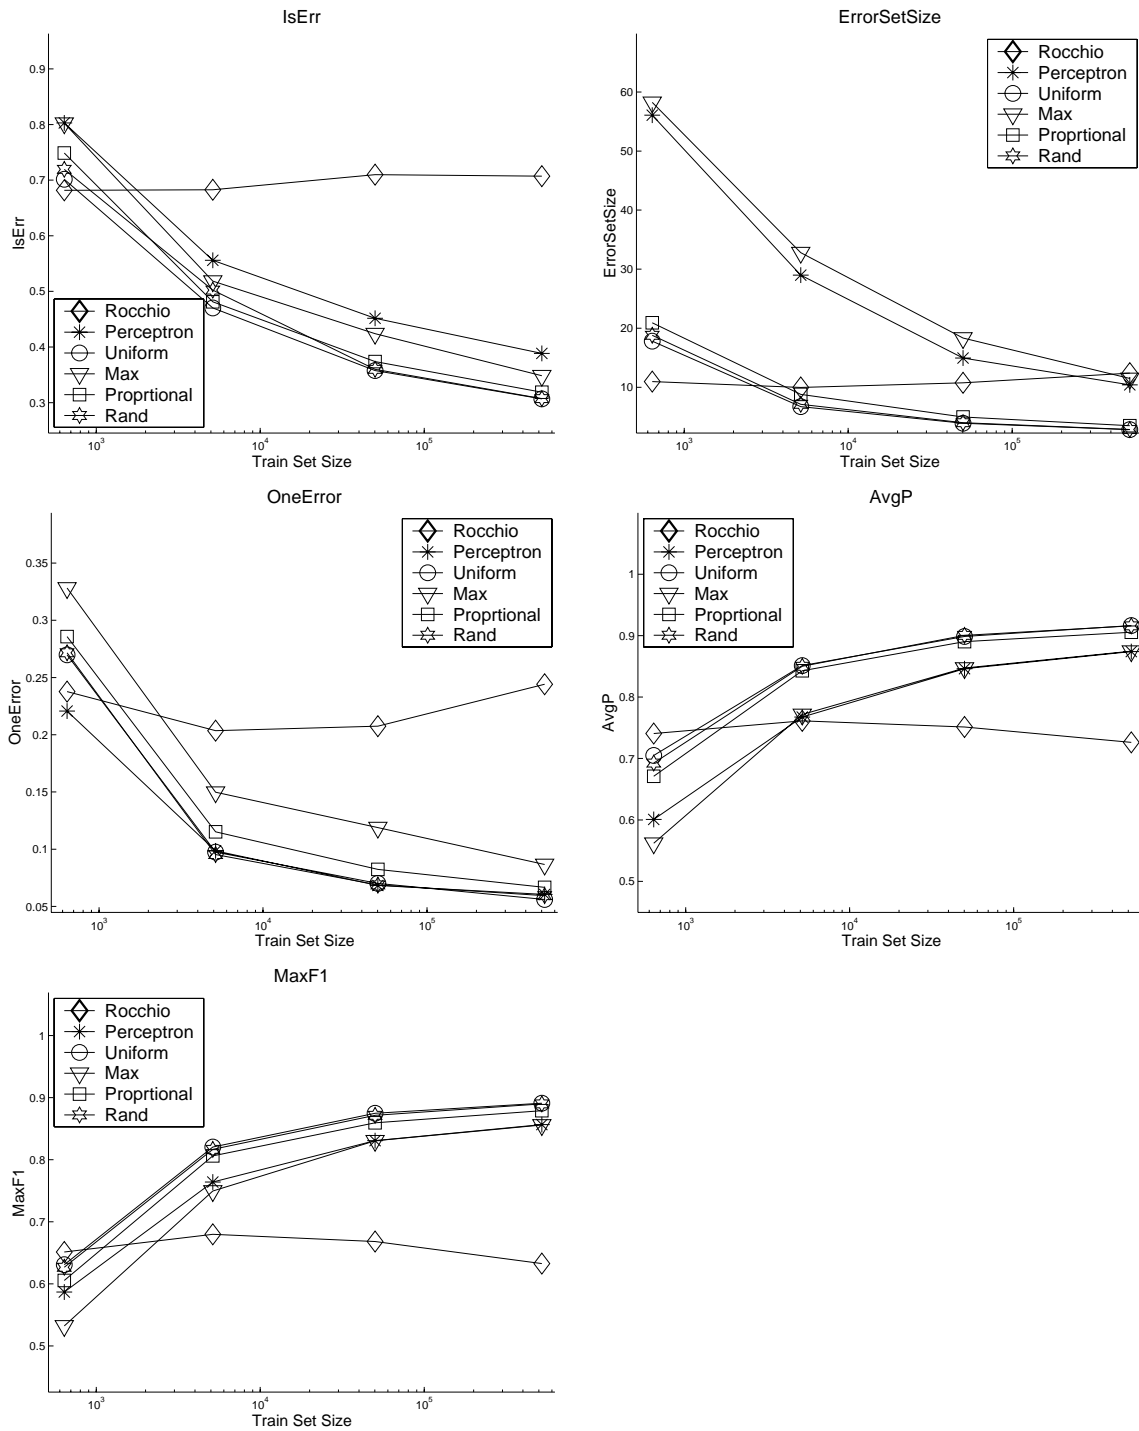 IsErr
IsErr
0.9
0.8
0.7
0.6
0.5
0.4
0.3
Rocchio
Perceptron
Uniform
Max
Proprtional
Rand
10³
10⁴
10⁵
Train Set Size
ErrorSetSize
ErrorSetSize
60
50
40
30
20
10
Rocchio
Perceptron
Uniform
Max
Proprtional
Rand
10³
10⁴
10⁵
Train Set Size
OneError
OneError
0.35
0.3
0.25
0.2
0.15
0.1
0.05
Rocchio
Perceptron
Uniform
Max
Proprtional
Rand
10³
10⁴
10⁵
Train Set Size
AvgP
AvgP
1
0.9
0.8
0.7
0.6
0.5
Rocchio
Perceptron
Uniform
Max
Proprtional
Rand
10³
10⁴
10⁵
Train Set Size
MaxF1
MaxF1
1
0.9
0.8
0.7
0.6
0.5
Rocchio
Perceptron
Uniform
Max
Proprtional
Rand
10³
10⁴
10⁵
Train Set Size